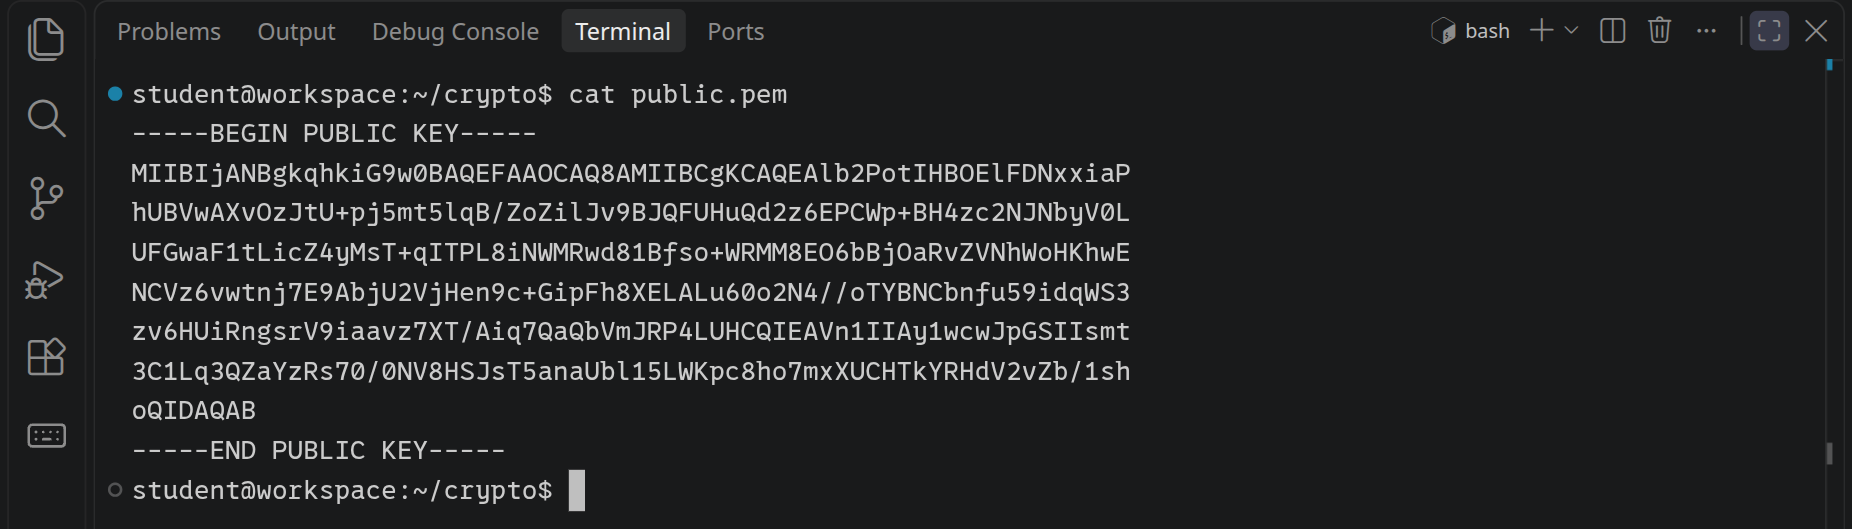 Problems Output Debug Console Terminal Ports bash
student@workspace:~/crypto$ cat public.pem
-----BEGIN PUBLIC KEY-----
MIIBIjANBgkqhkiG9w0BAQEFAAOCAQ8AMIIBCgKCAQEAlb2PotIHBOElFDNxxiaP
hUBVwAXvOzJtU+pj5mt5lqB/ZoZilJv9BJQFUHuQd2z6EPCWp+BH4zc2NJNbyV0L
UFGwaF1tLicZ4yMsT+qITPL8iNWMRwd81Bfso+WRMM8EO6bBjOaRvZVNhWoHKhwE
NCVz6vwtnj7E9AbjU2VjHen9c+GipFh8XELALu60o2N4//oTYBNCbnfu59idqWS3
zv6HUiRngsrV9iaavz7XT/Aiq7QaQbVmJRP4LUHCQIEAVn1IIAy1wcwJpGSIIsmt
3C1Lq3QZaYzRs70/0NV8HSJsT5anaUbl15LWKpc8ho7mxXUCHTkYRHdV2vZb/1sh
oQIDAQAB
-----END PUBLIC KEY-----
student@workspace:~/crypto$